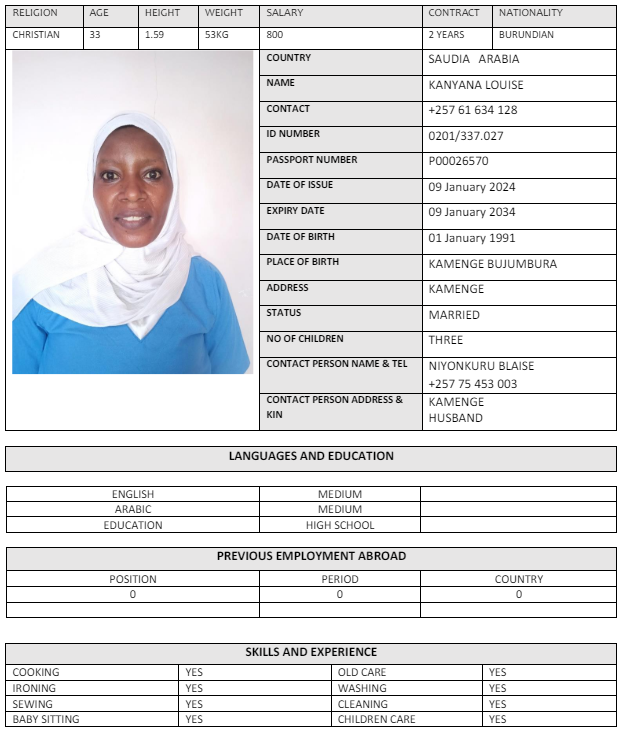 RELIGION AGE HEIGHT WEIGHT SALARY CONTRACT NATIONALITY
CHRISTIAN 33 1.59 53KG 800 2 YEARS BURUNDIAN
COUNTRY SAUDIA ARABIA
NAME KANYANA LOUISE
CONTACT +257 61 634 128
ID NUMBER 0201/337.027
PASSPORT NUMBER P00026570
DATE OF ISSUE 09 January 2024
EXPIRY DATE 09 January 2034
DATE OF BIRTH 01 January 1991
PLACE OF BIRTH KAMENGE BUJUMBURA
ADDRESS KAMENGE
STATUS MARRIED
NO OF CHILDREN THREE
CONTACT PERSON NAME & TEL NIYONKURU BLAISE
+257 75 453 003
CONTACT PERSON ADDRESS & KAMENGE
KIN HUSBAND
LANGUAGES AND EDUCATION
ENGLISH MEDIUM
ARABIC MEDIUM
EDUCATION HIGH SCHOOL
PREVIOUS EMPLOYMENT ABROAD
POSITION PERIOD COUNTRY
0 0 0
SKILLS AND EXPERIENCE
COOKING YES OLD CARE YES
IRONING YES WASHING YES
SEWING YES CLEANING YES
BABY SITTING YES CHILDREN CARE YES